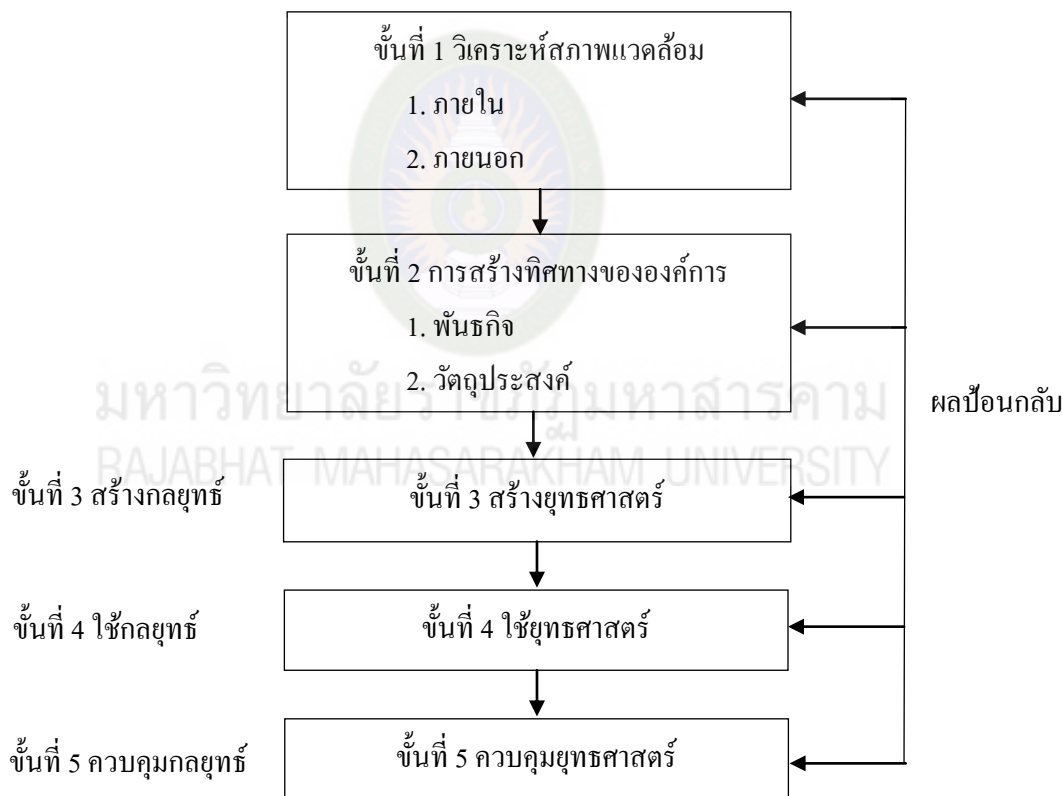 ขั้นที่ 1 วิเคราะห์สภาพแวดล้อม
1. ภายใน
2. ภายนอก
ขั้นที่ 2 การสร้างทิศทางขององค์การ
1. พันธกิจ
2. วัตถุประสงค์
มหาวิทยาลัยราชภัฏมหาสารคาม
RAJABHAT MAHASARAKHAM UNIVERSITY
ผลป้อนกลับ
ขั้นที่ 3 สร้างกลยุทธ์
ขั้นที่ 3 สร้างยุทธศาสตร์
ขั้นที่ 4 ใช้กลยุทธ์
ขั้นที่ 4 ใช้ยุทธศาสตร์
ขั้นที่ 5 ควบคุมกลยุทธ์
ขั้นที่ 5 ควบคุมยุทธศาสตร์